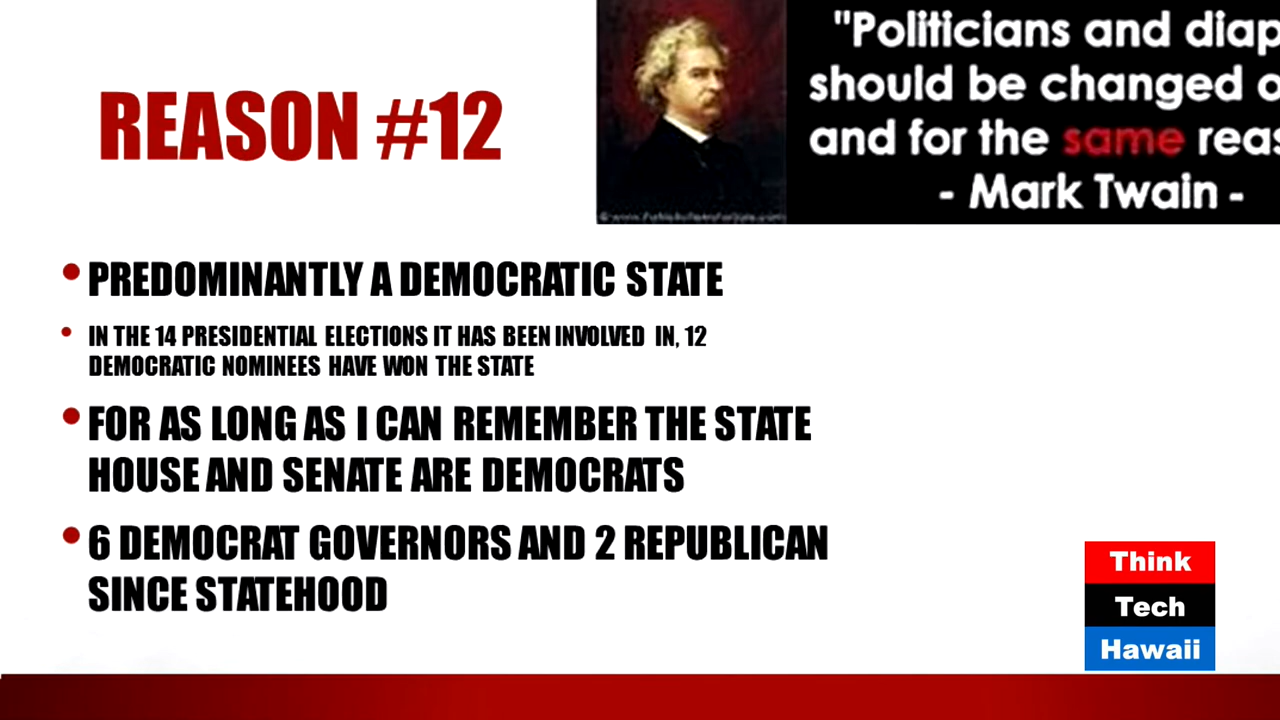 REASON #12
"Politicians and diap
should be changed o
and for the same reas
- Mark Twain -
• PREDOMINANTLY A DEMOCRATIC STATE
• IN THE 14 PRESIDENTIAL ELECTIONS IT HAS BEEN INVOLVED IN, 12
DEMOCRATIC NOMINEES HAVE WON THE STATE
• FOR AS LONG AS I CAN REMEMBER THE STATE
HOUSE AND SENATE ARE DEMOCRATS
• 6 DEMOCRAT GOVERNORS AND 2 REPUBLICAN
SINCE STATEHOOD
Think
Tech
Hawaii